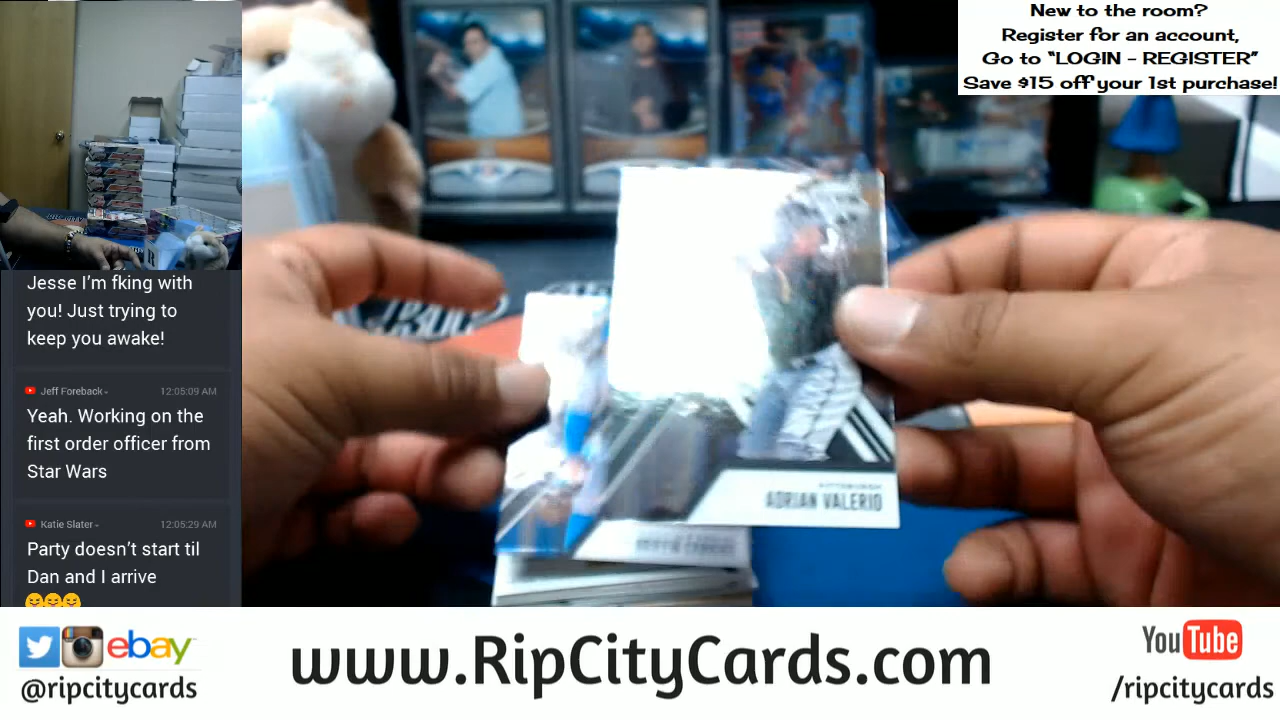 New to the room?
Register for an account,
Go to “LOGIN - REGISTER”
Save $15 off your 1st purchase!
Jesse I’m fking with
you! Just trying to
keep you awake!
Jeff Foreback
12:05:09 AM
Yeah. Working on the
first order officer from
Star Wars
Katie Slater
12:05:29 AM
Party doesn’t start til
Dan and I arrive
PITTSBURGH
ADRIAN VALERIO
ebay
@ripcitycards
www.RipCityCards.com
YouTube
/ripcitycards